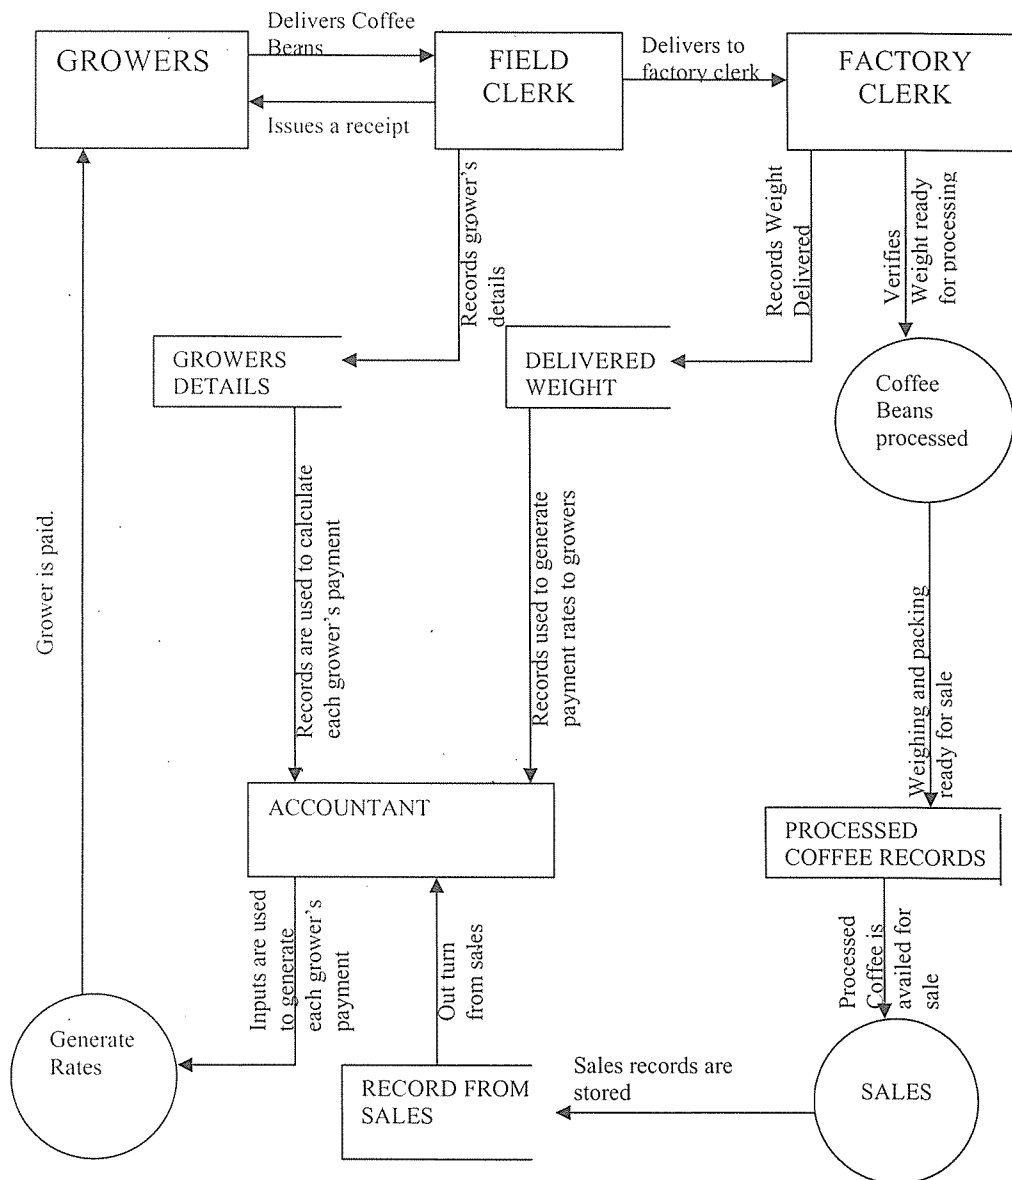 Delivers Coffee
Beans
GROWERS
FIELD
CLERK
Delivers to
factory clerk
FACTORY
CLERK
Issues a receipt
Records grower's
details
Records Weight
Delivered
Verifies
Weight ready
for processing
GROWERS
DETAILS
DELIVERED
WEIGHT
Coffee
Beans
processed
Grower is paid.
Records are used to calculate
each grower's payment
Records used to generate
payment rates to growers
Weighing and packing
ready for sale
ACCOUNTANT
PROCESSED
COFFEE RECORDS
Inputs are used
to generate
each grower's
payment
Out turn
from sales
Processed
Coffee is
availed for
sale
Generate
Rates
RECORD FROM
SALES
Sales records are
stored
SALES